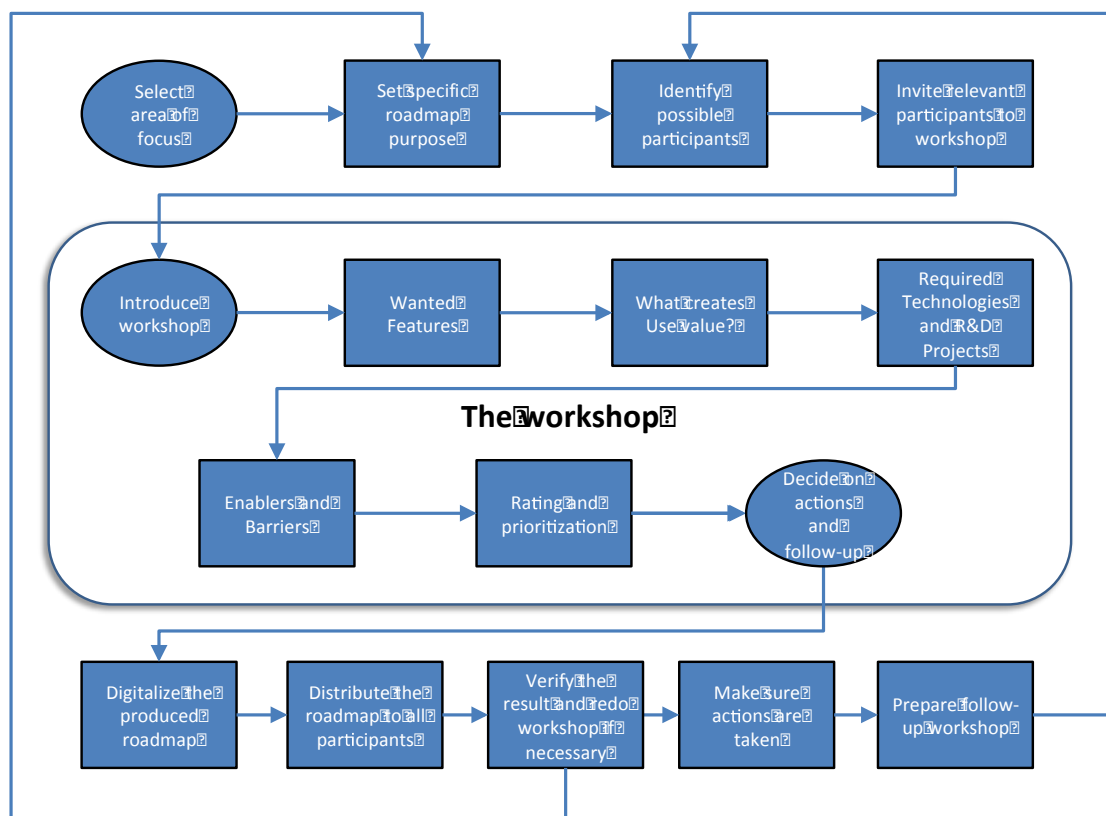 Select
area of
focus
Set specific
roadmap
purpose
Identify
possible
participants
Invite relevant
participants to
workshop
Introduce
workshop
Wanted
Features
What creates
Use value?
Required
Technologies
and R&D
Projects
The workshop
Enablers and
Barriers
Rating and
prioritization
Decide on
actions
and
follow-up
Digitalize the
produced
roadmap
Distribute the
roadmap to all
participants
Verify the
result and redo
workshop if
necessary
Make sure
actions are
taken
Prepare follow-
up workshop